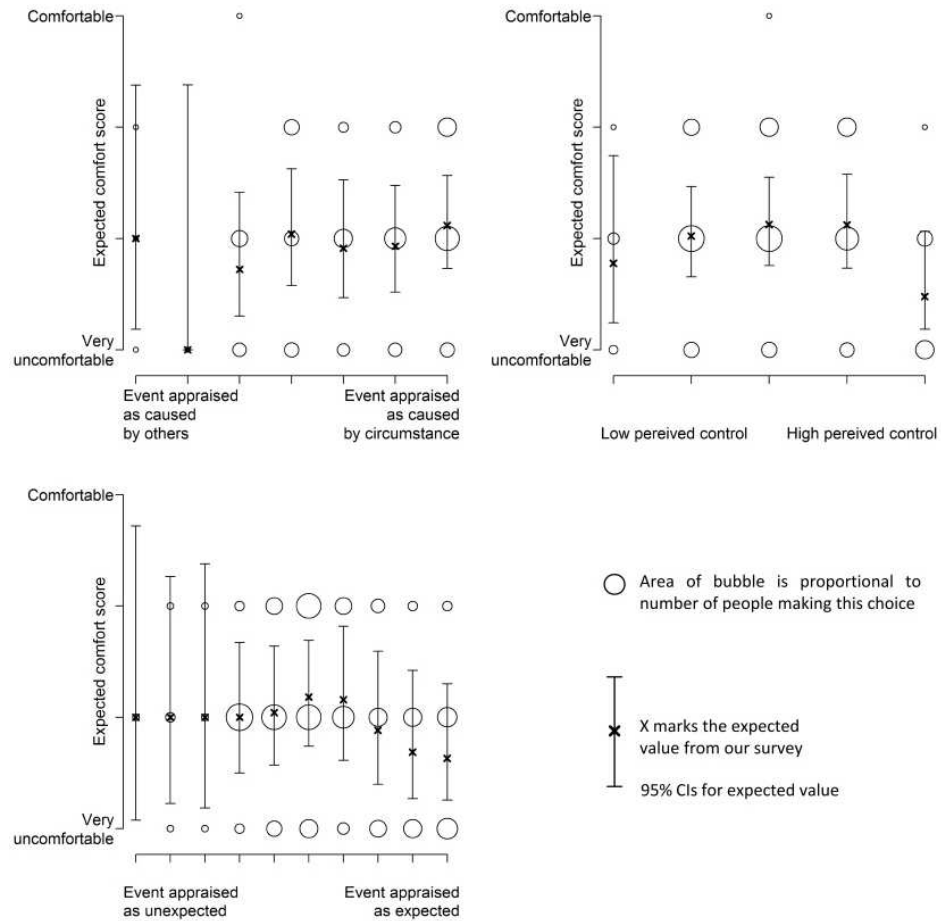 Comfortable
Expected comfort score
Very
uncomfortable
Event appraised
as caused
by others
Event appraised
as caused
by circumstance
Comfortable
Expected comfort score
Very
uncomfortable
Low pereived control
High pereived control
Comfortable
Expected comfort score
Very
uncomfortable
Event appraised
as unexpected
Event appraised
as expected
Area of bubble is proportional to
number of people making this choice
X marks the expected
value from our survey
95% CIs for expected value